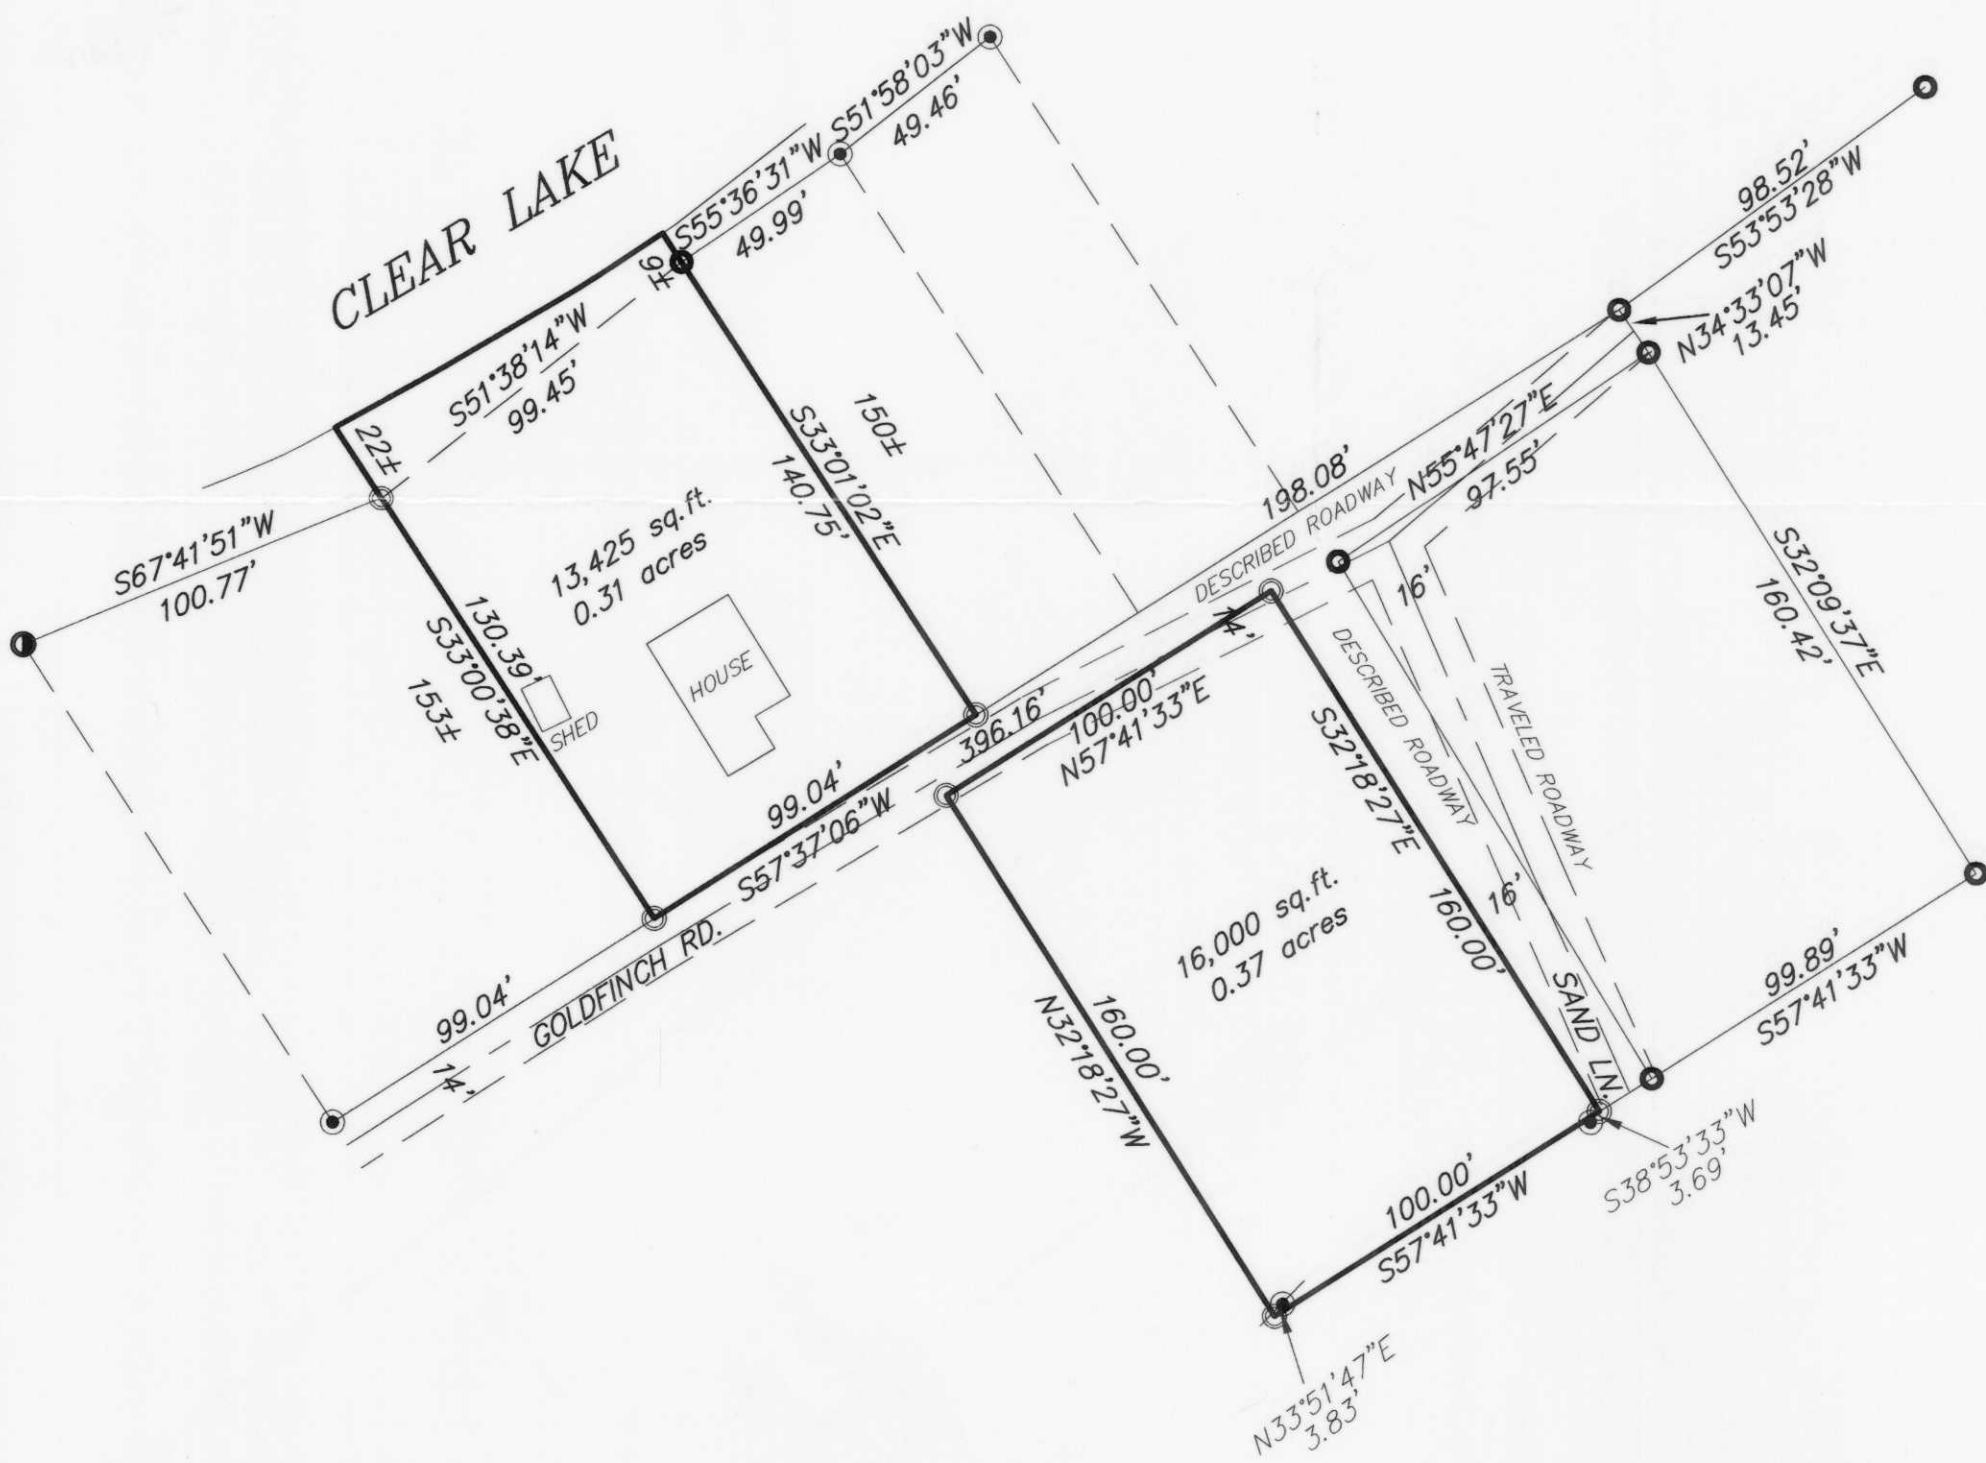 CLEAR LAKE
S51°58'03"W
49.46'
S55°36'31"W
49.99'
9±
S51°38'14"W
99.45'
22±
S67°41'51"W
100.77'
130.39'
S33°00'38"E
153±
13,425 sq.ft.
0.31 acres
HOUSE
SHED
S33°01'02"E
140.75'
150±
99.04'
S57°37'06"W
396.16'
198.08'
99.04'
14'
GOLDFINCH RD.
DESCRIBED ROADWAY
14'
100.00'
N57°41'33"E
N55°47'27"E
97.55'
98.52'
S53°53'28"W
N34°33'07"W
13.45'
S32°09'37"E
160.42'
16'
DESCRIBED ROADWAY
TRAVELED ROADWAY
16'
SAND LN.
S32°18'27"E
160.00'
16,000 sq.ft.
0.37 acres
160.00'
N32°18'27"W
100.00'
S57°41'33"W
99.89'
S57°41'33"W
S38°53'33"W
3.69'
N33°51'47"E
3.83'